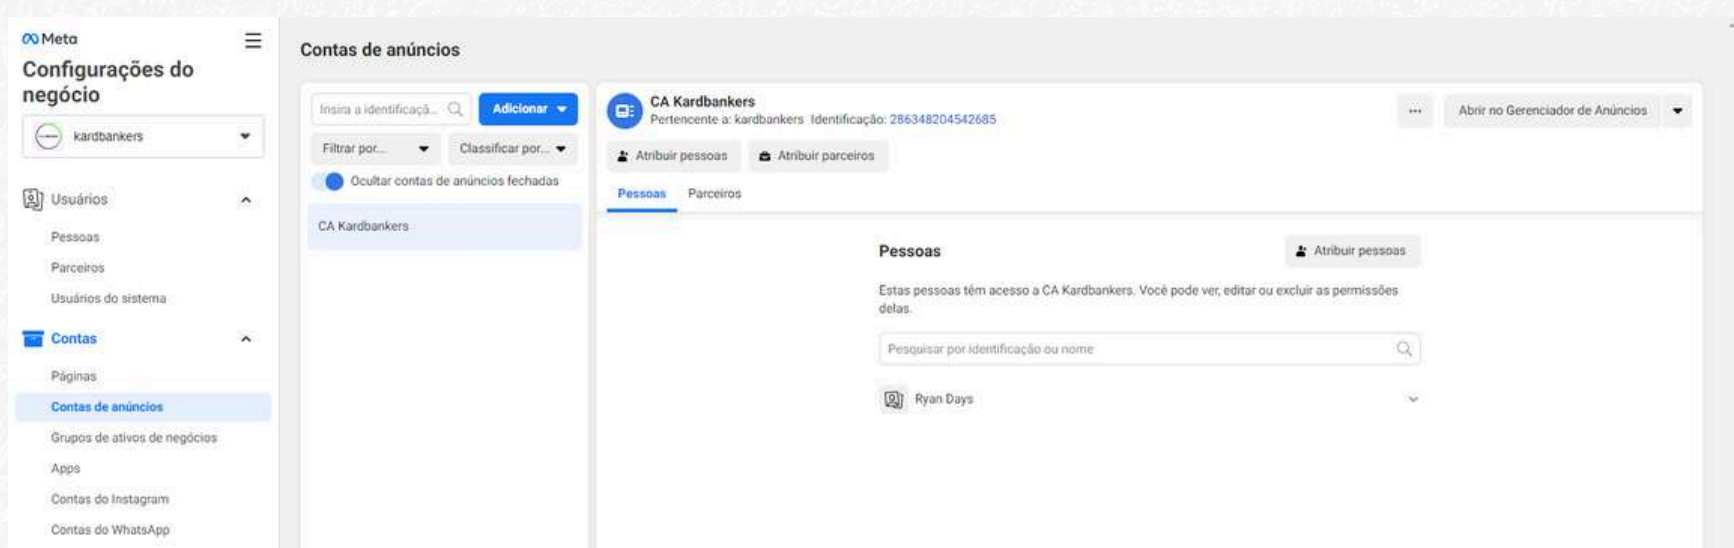 Meta
Configurações do
negócio
kardbankers
Usuários
Pessoas
Parceiros
Usuários do sistema
Contas
Páginas
Contas de anúncios
Grupos de ativos de negócios
Apps
Contas do Instagram
Contas do WhatsApp
Contas de anúncios
Insira a identificaçã... Adicionar
Filtrar por... Classificar por...
Ocultar contas de anúncios fechadas
CA Kardbankers
CA Kardbankers
Pertencente a: kardbankers Identificação: 286348204542685
... Abrir no Gerenciador de Anúncios
Atribuir pessoas Atribuir parceiros
Pessoas Parceiros
Pessoas Atribuir pessoas
Estas pessoas têm acesso a CA Kardbankers. Você pode ver, editar ou excluir as permissões
delas.
Pesquisar por identificação ou nome
Ryan Days